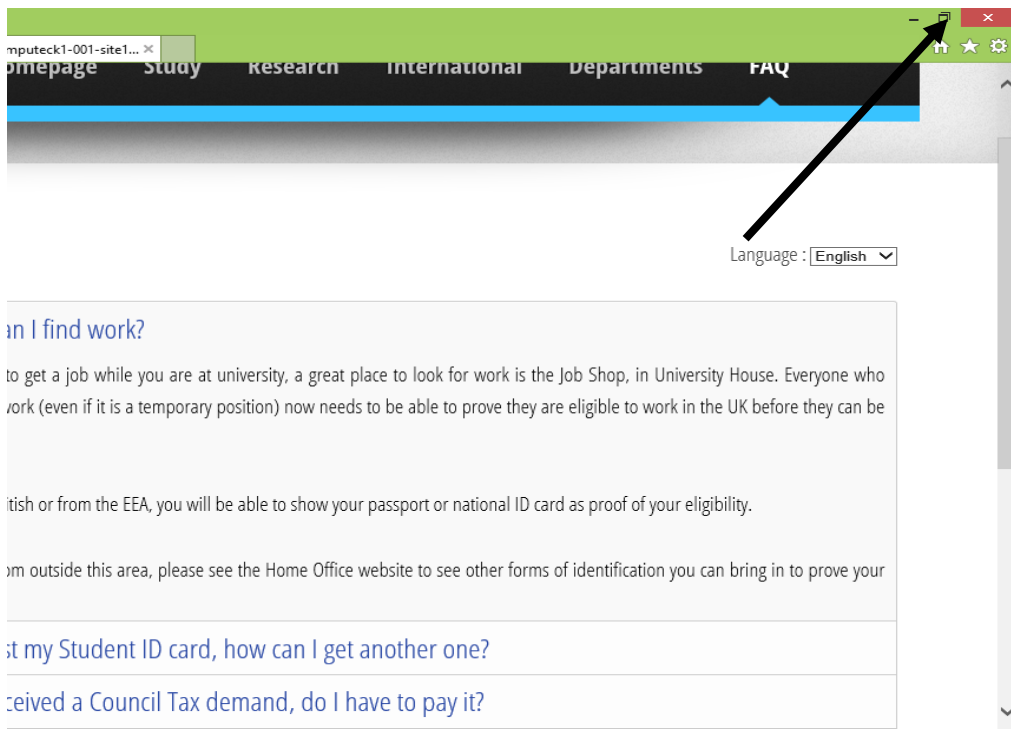 mputeck1-001-site1...
omepage Study Research International Departments FAQ
Language : English
an I find work?
to get a job while you are at university, a great place to look for work is the Job Shop, in University House. Everyone who
work (even if it is a temporary position) now needs to be able to prove they are eligible to work in the UK before they can be
itish or from the EEA, you will be able to show your passport or national ID card as proof of your eligibility.
om outside this area, please see the Home Office website to see other forms of identification you can bring in to prove your
st my Student ID card, how can I get another one?
ceived a Council Tax demand, do I have to pay it?